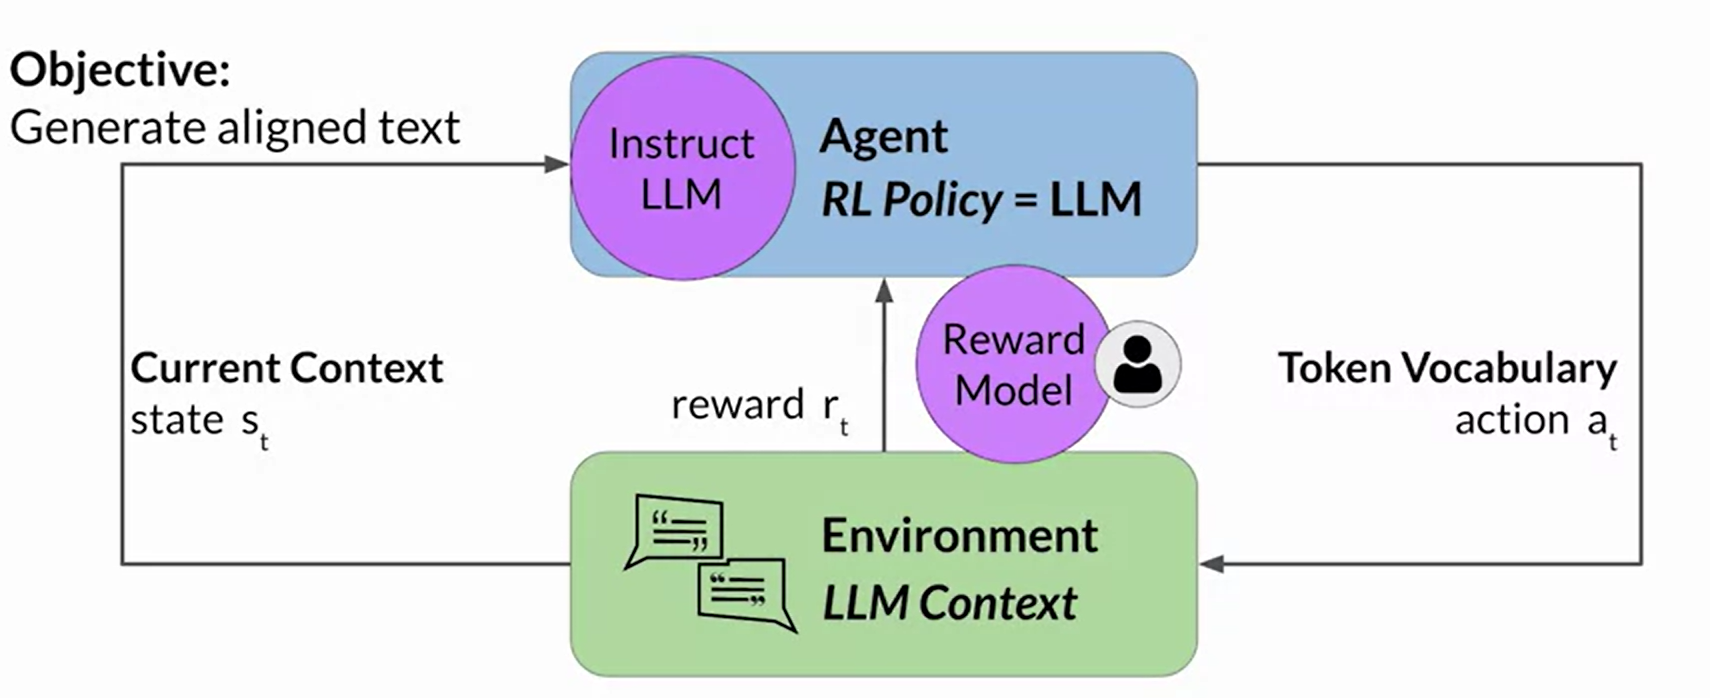 Objective:
Generate aligned text
Instruct
LLM
Agent
RL Policy = LLM
Current Context
state s_t
reward r_t
Reward
Model
Token Vocabulary
action a_t
Environment
LLM Context